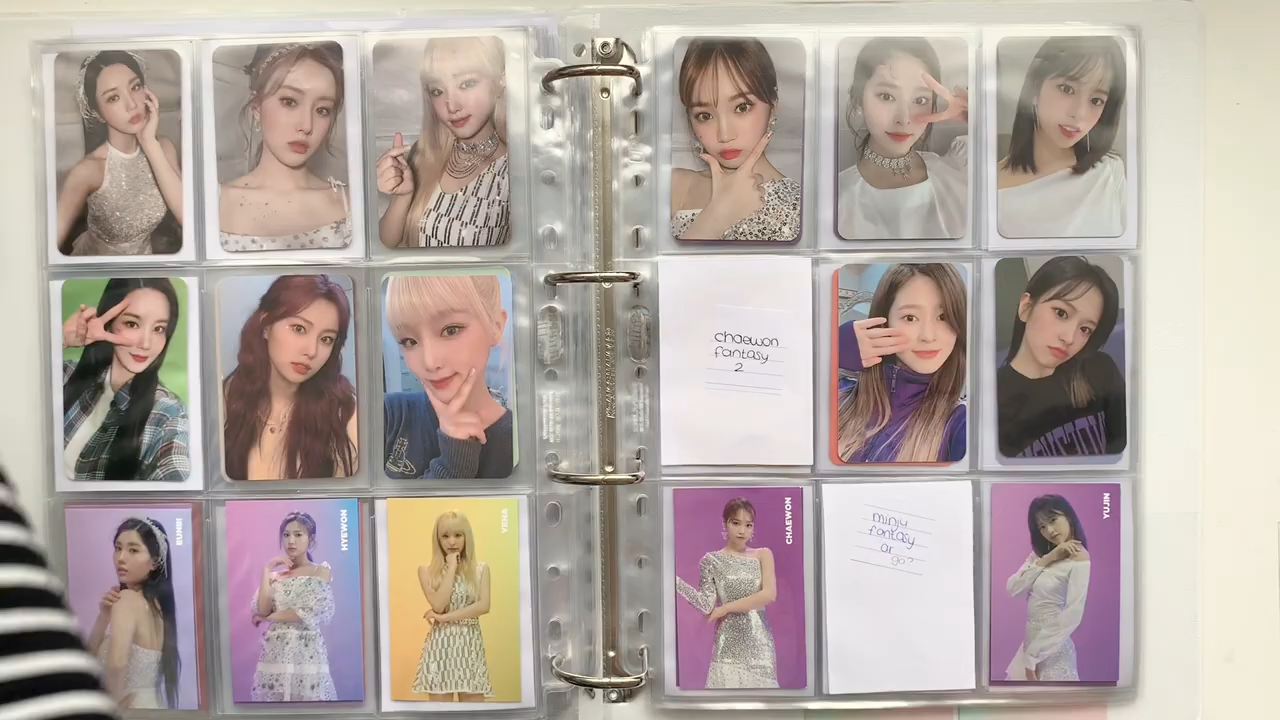 chaewon
fantasy
2
EUNBI
HYEWON
YENA
CHAEWON
minju
fantasy
or
go?
YUJIN